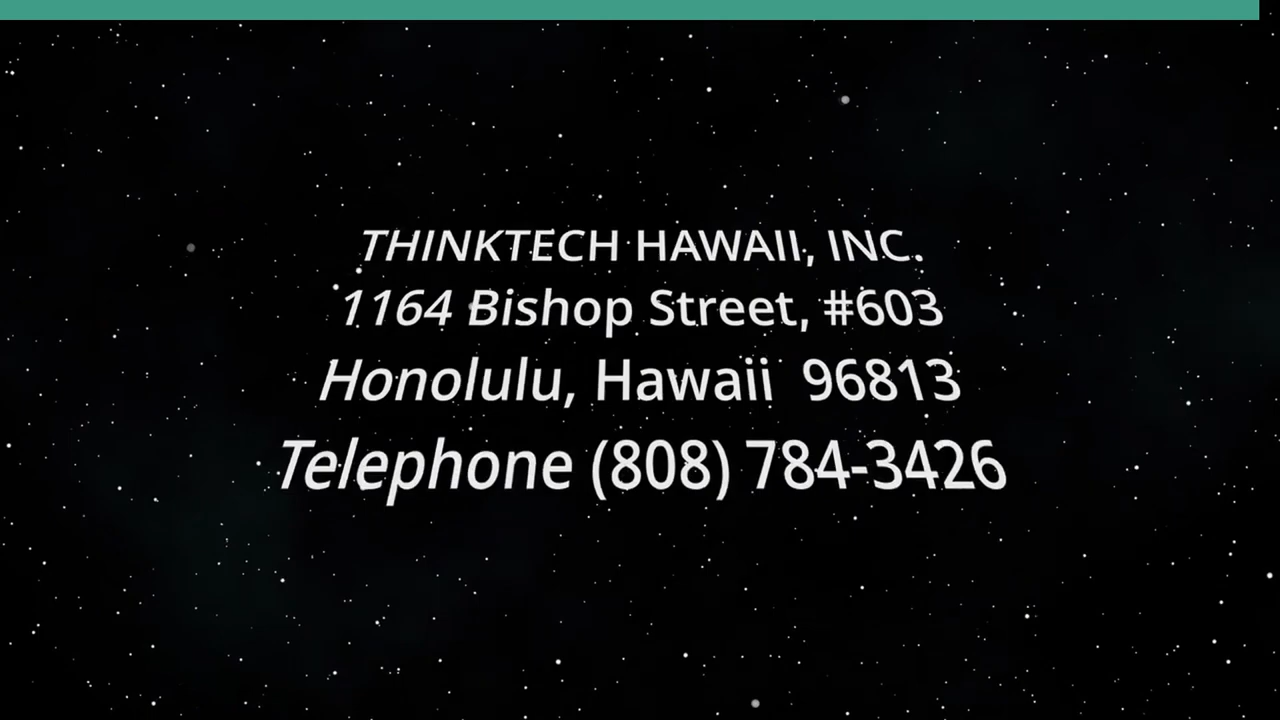 THINKTECH HAWAII, INC.
1164 Bishop Street, #603
Honolulu, Hawaii 96813
Telephone (808) 784-3426